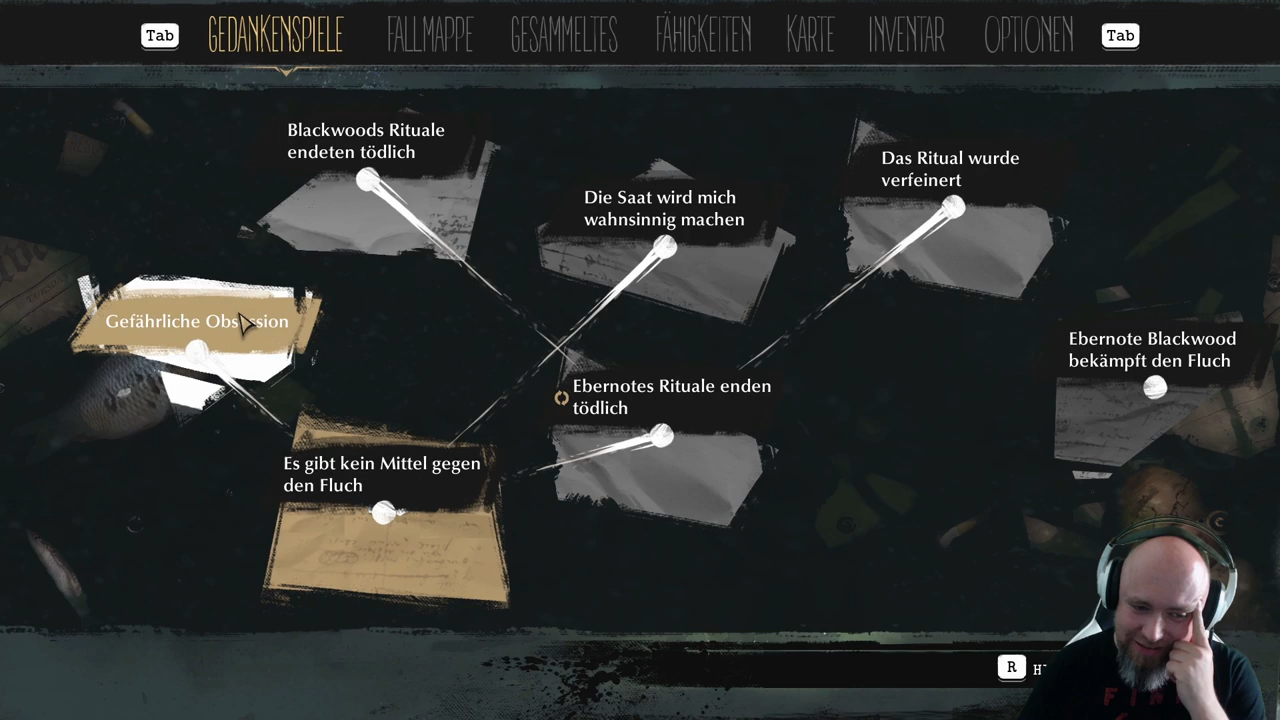 Tab GEDANKENSPIELE FALLMAPPE GESAMMELTES FÄHIGKEITEN KARTE INVENTAR OPTIONEN Tab
Blackwoods Rituale
endeten tödlich
Das Ritual wurde
verfeinert
Die Saat wird mich
wahnsinnig machen
Gefährliche Obsession
Ebernote Blackwood
bekämpft den Fluch
Ebernotes Rituale enden
tödlich
Es gibt kein Mittel gegen
den Fluch
R